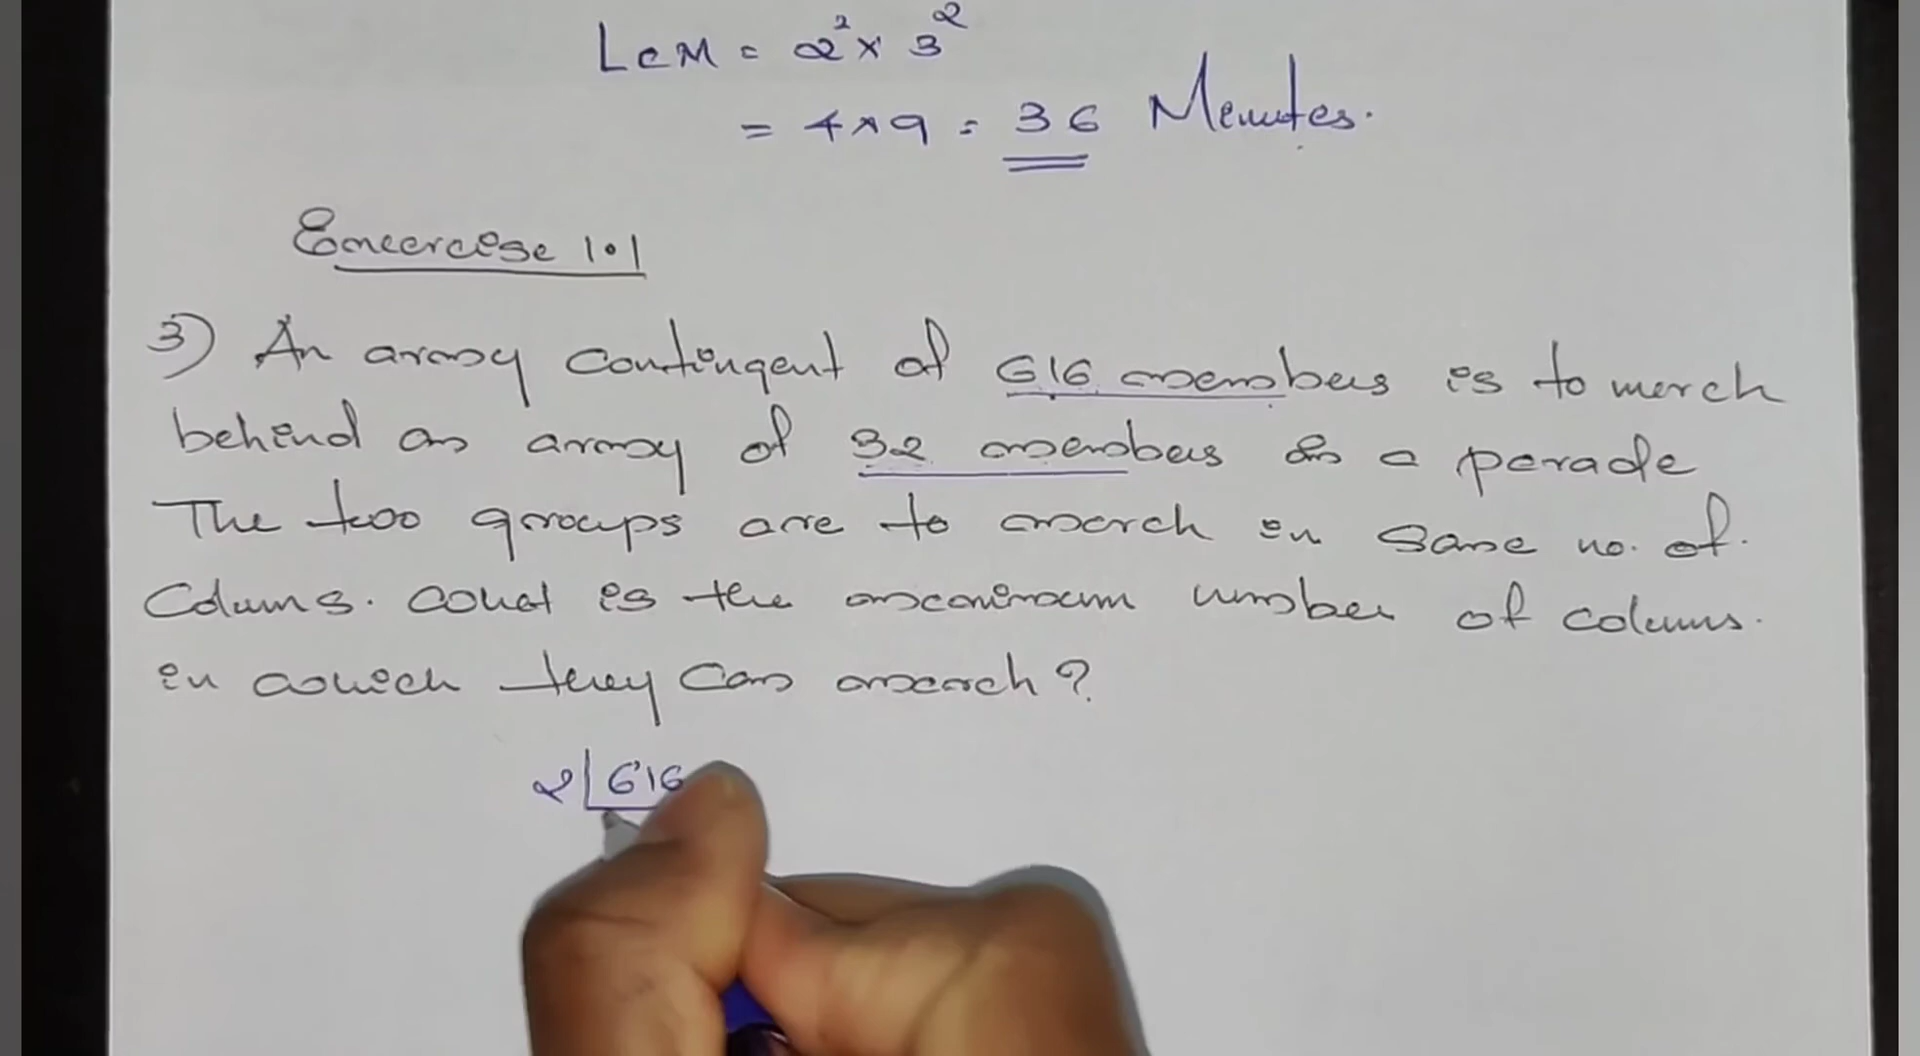 LCM = 2² × 3²
= 4×9 = 36 Minutes.
Exercise 1.1
3) An army contingent of 616 members is to march
behind an army of 32 members in a parade
The two groups are to march in same no. of.
Colums. what is the maximum number of colums.
in which they can march?
2 616